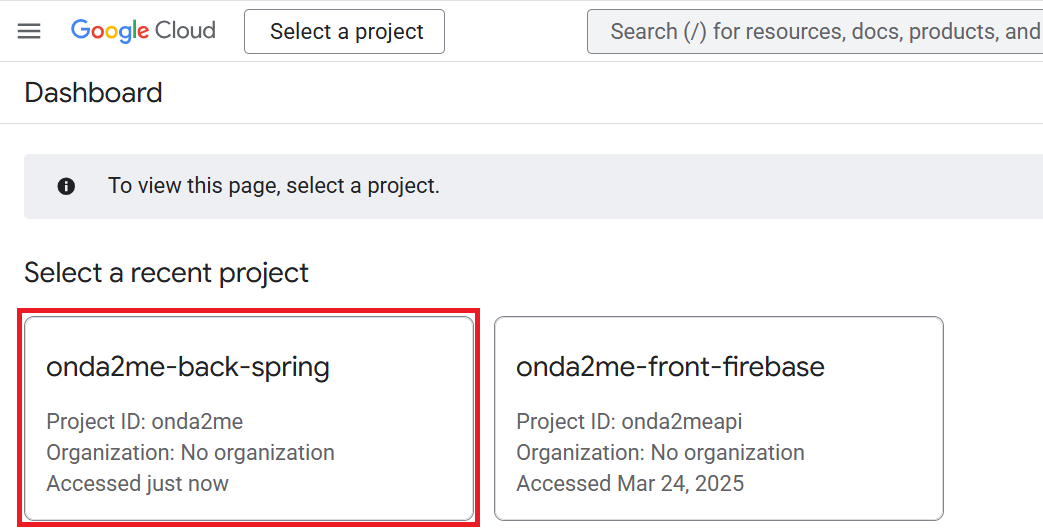 Google Cloud
Select a project
Search (/) for resources, docs, products, and
Dashboard
To view this page, select a project.
Select a recent project
onda2me-back-spring
Project ID: onda2me
Organization: No organization
Accessed just now
onda2me-front-firebase
Project ID: onda2meapi
Organization: No organization
Accessed Mar 24, 2025